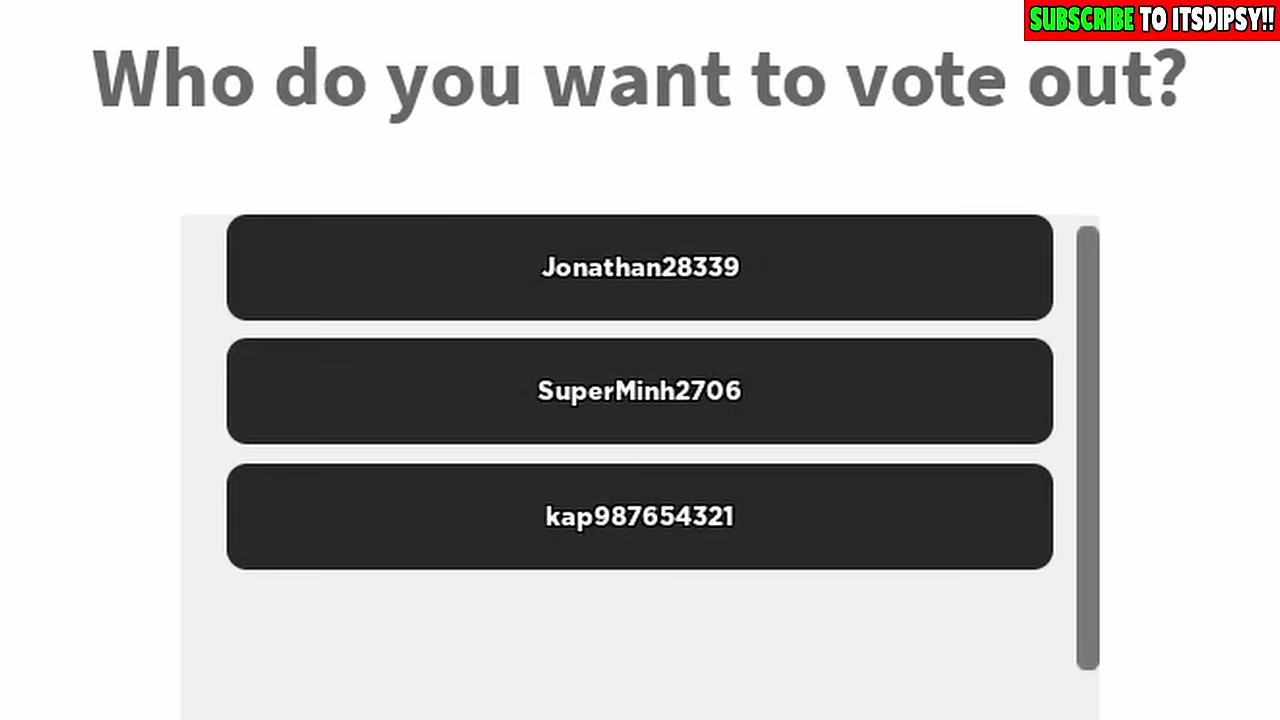 SUBSCRIBE TO ITSDIPSY!!
Who do you want to vote out?
Jonathan28339
SuperMinh2706
kap987654321